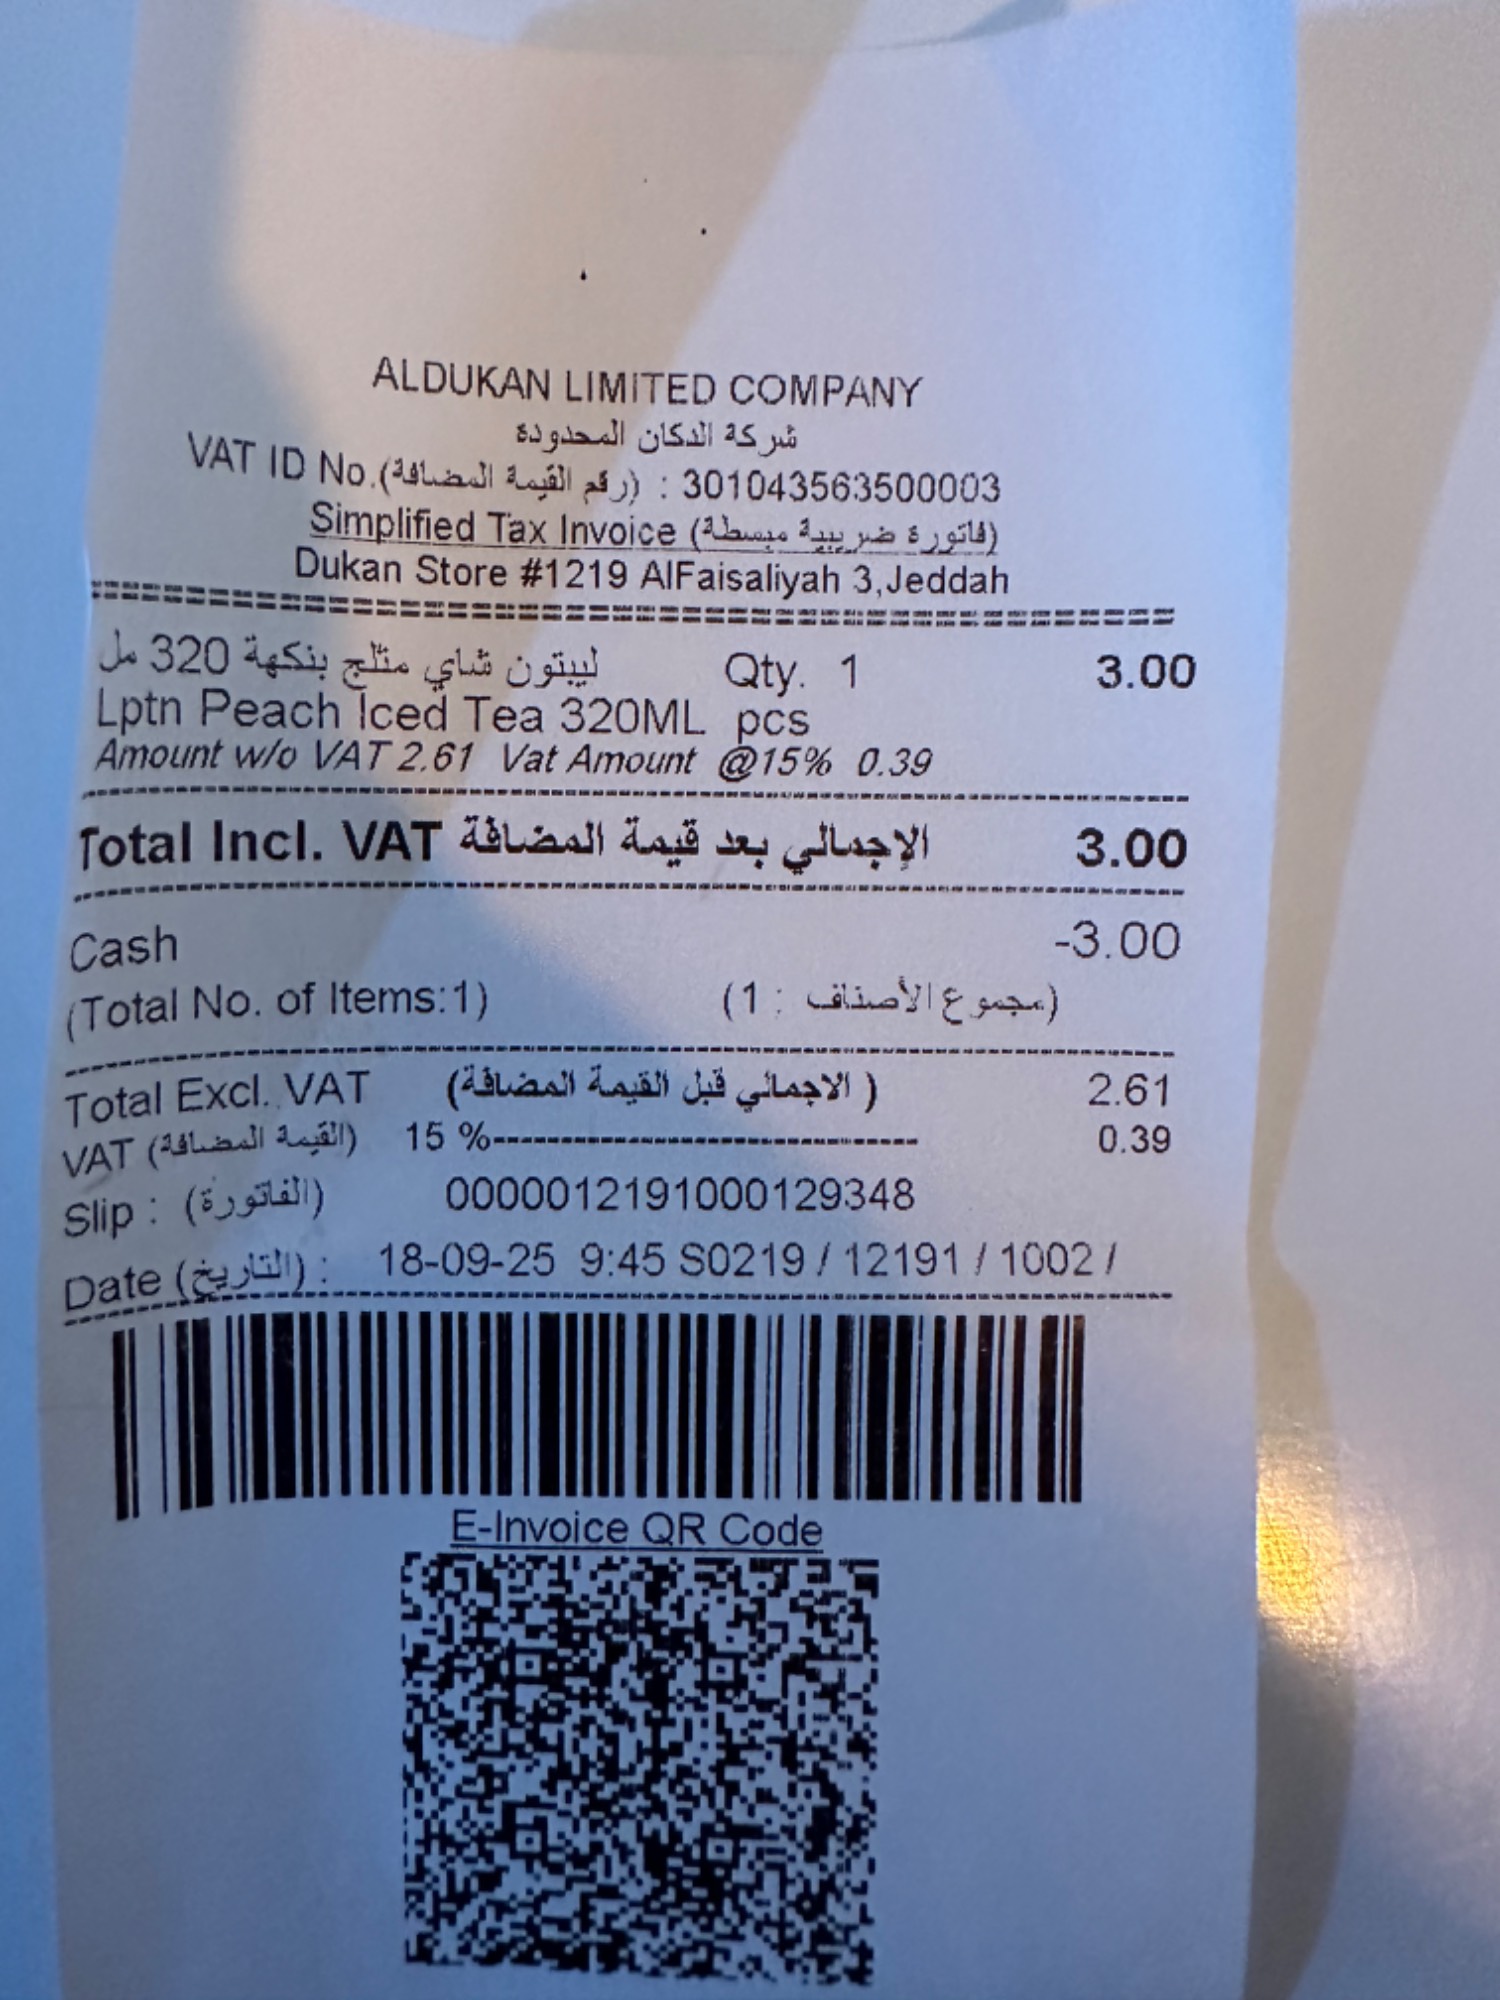 ALDUKAN LIMITED COMPANY
شركة الدكان المحدودة
VAT ID No.(رقم القيمة المضافة) : 301043563500003
Simplified Tax Invoice (فاتورة ضريبية مبسطة)
Dukan Store #1219 AlFaisaliyah 3,Jeddah
ليبتون شاي مثلج بنكهة 320 مل Qty. 1 3.00
Lptn Peach Iced Tea 320ML pcs
Amount w/o VAT 2.61 Vat Amount @15% 0.39
Total Incl. VAT الإجمالي بعد قيمة المضافة 3.00
Cash -3.00
(Total No. of Items:1) (مجموع الأصناف : 1)
Total Excl. VAT (الاجمالي قبل القيمة المضافة ) 2.61
VAT (القيمة المضافة) 15 %------------------------------ 0.39
Slip : (الفاتورة) 0000012191000129348
Date (التاريخ) : 18-09-25 9:45 S0219 / 12191 / 1002 /
E-Invoice QR Code